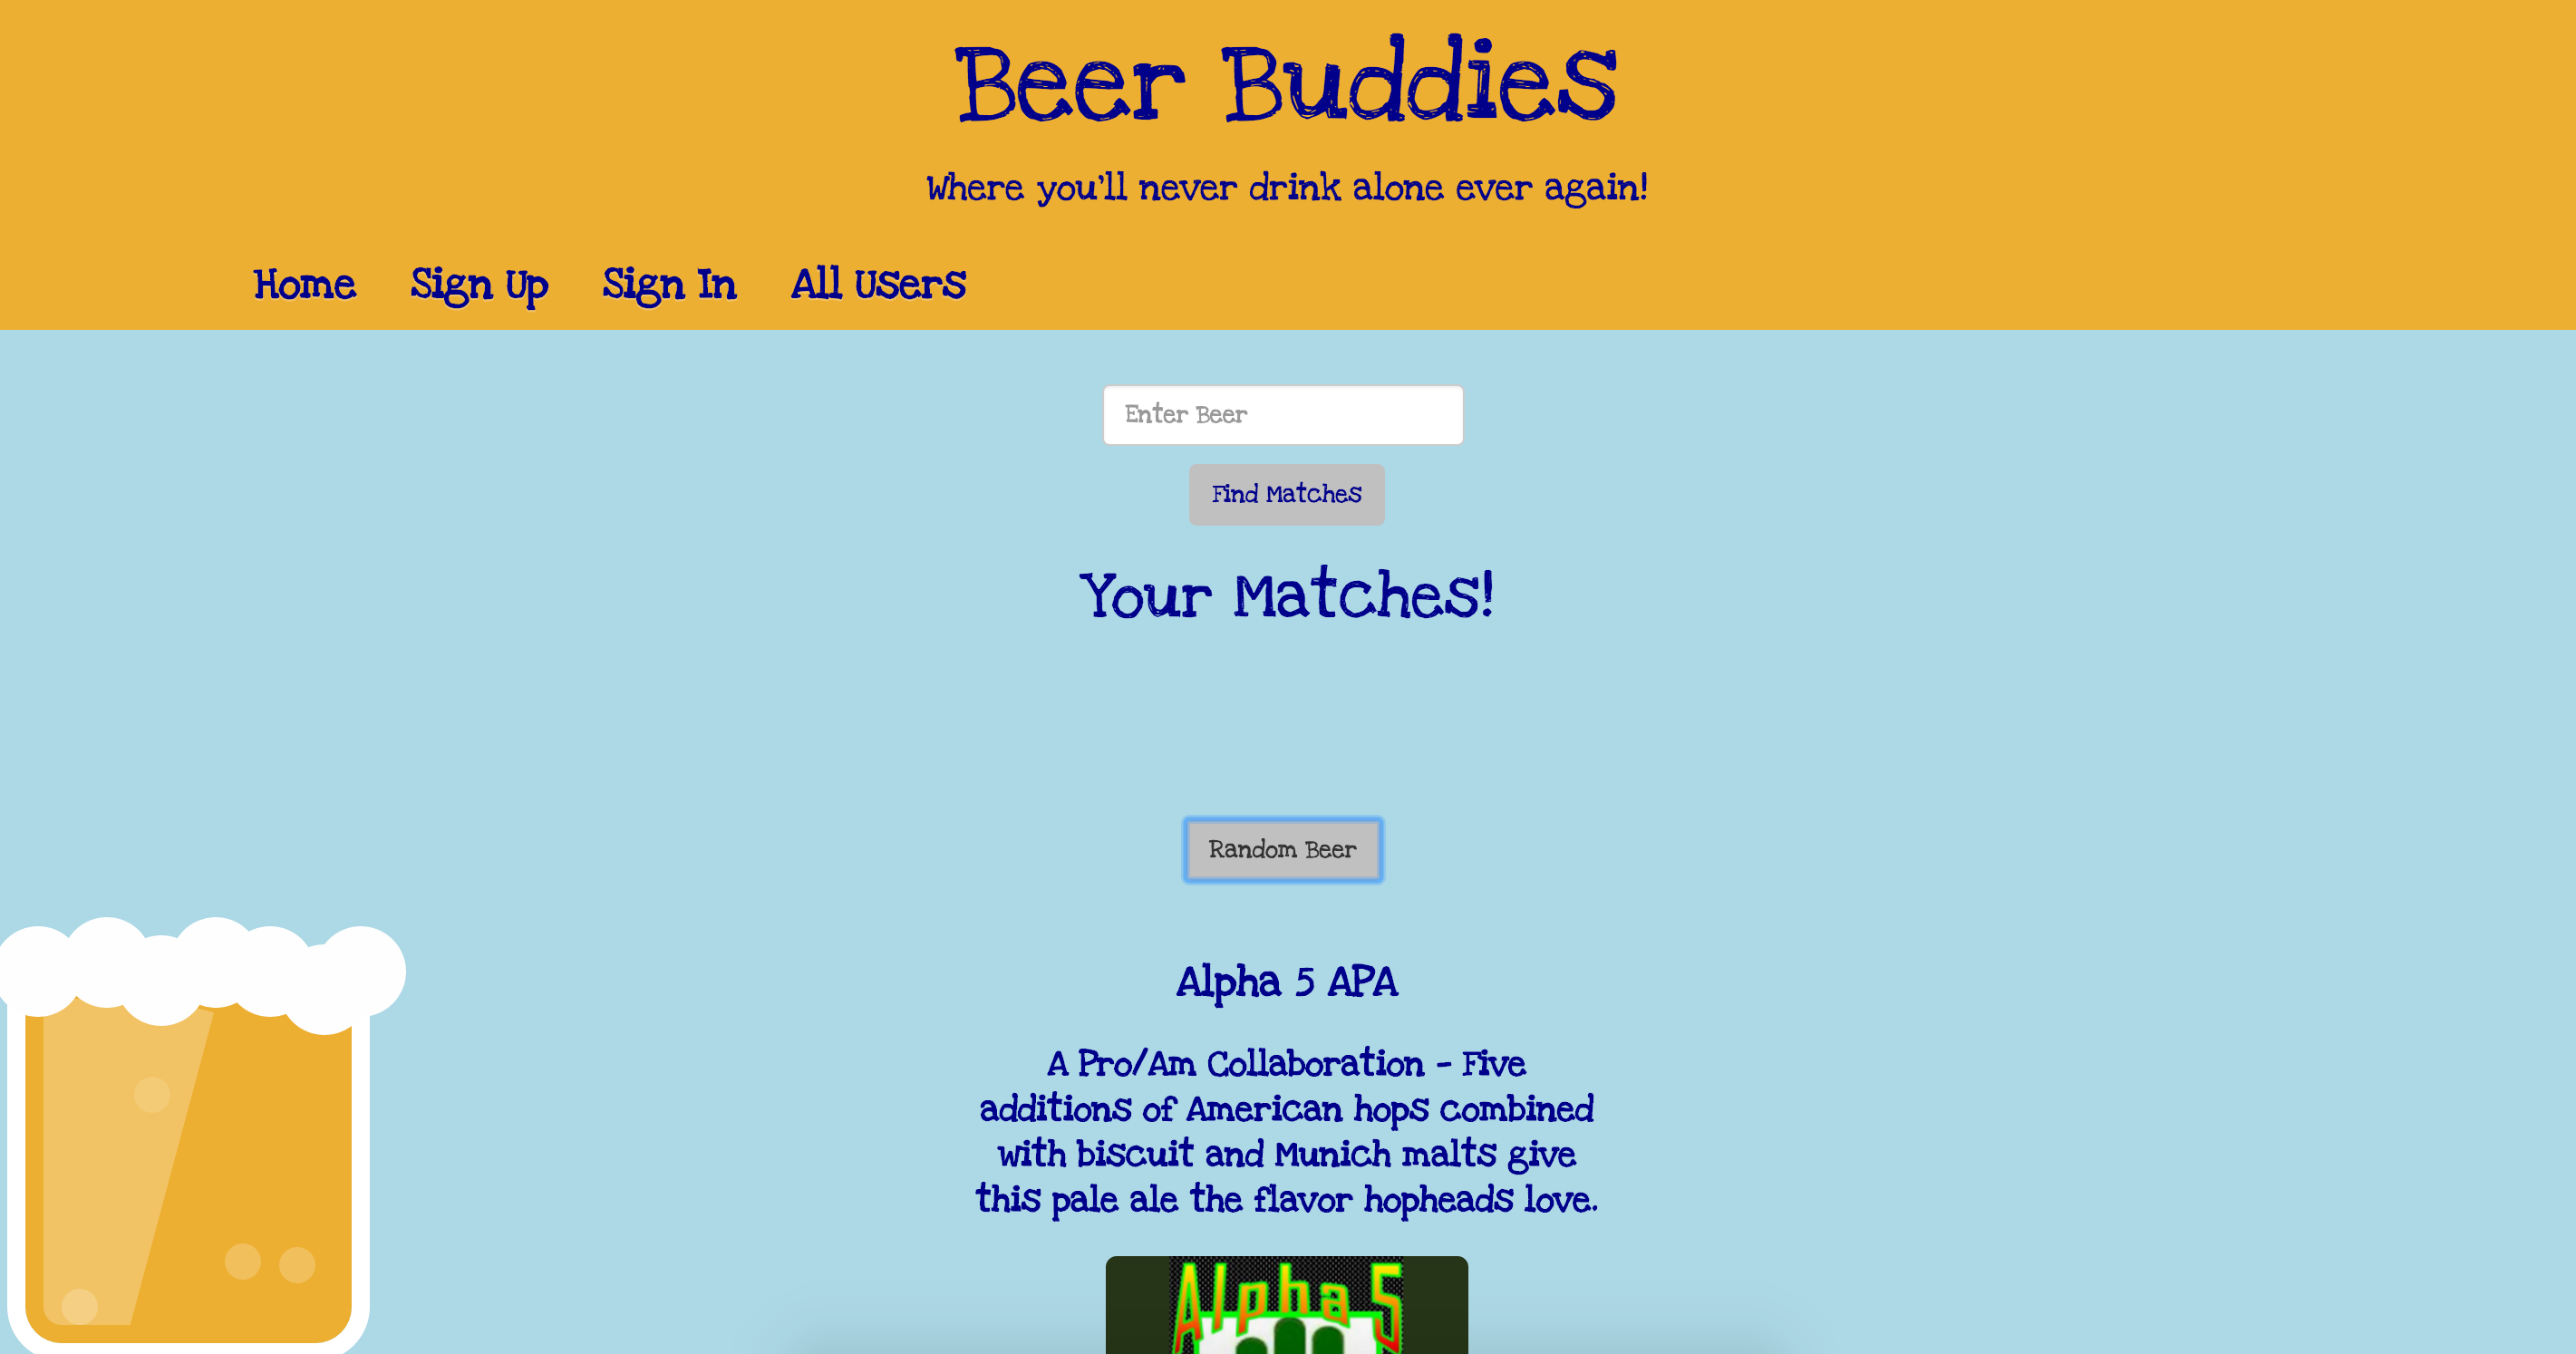 Beer Buddies
Where you'll never drink alone ever again!
Home Sign Up Sign In All Users
Enter Beer
Find Matches
Your Matches!
Random Beer
Alpha 5 APA
A Pro/Am Collaboration - Five
additions of American hops combined
with biscuit and Munich malts give
this pale ale the flavor hopheads love.
Alpha 5